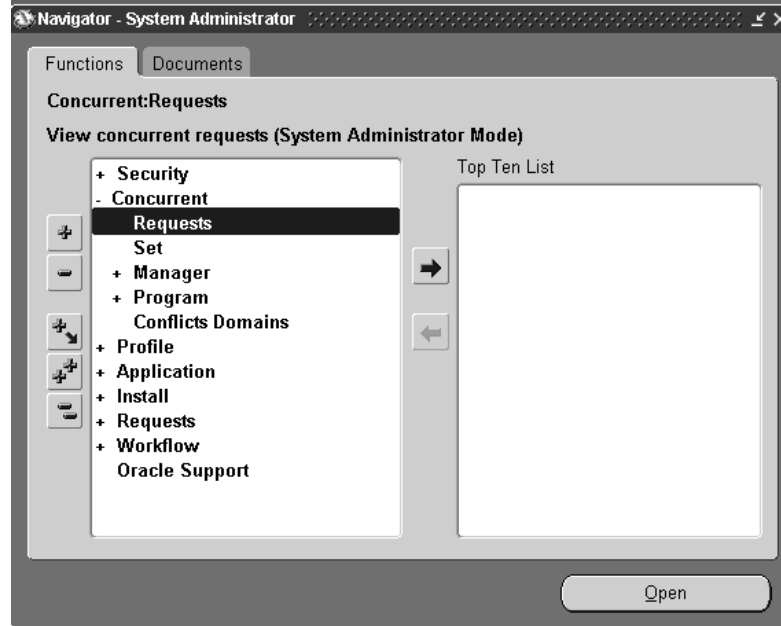 Navigator - System Administrator
Functions
Documents
Concurrent:Requests
View concurrent requests (System Administrator Mode)
+ Security
- Concurrent
Requests
Set
+ Manager
+ Program
Conflicts Domains
+ Profile
+ Application
+ Install
+ Requests
+ Workflow
Oracle Support
Top Ten List
Open